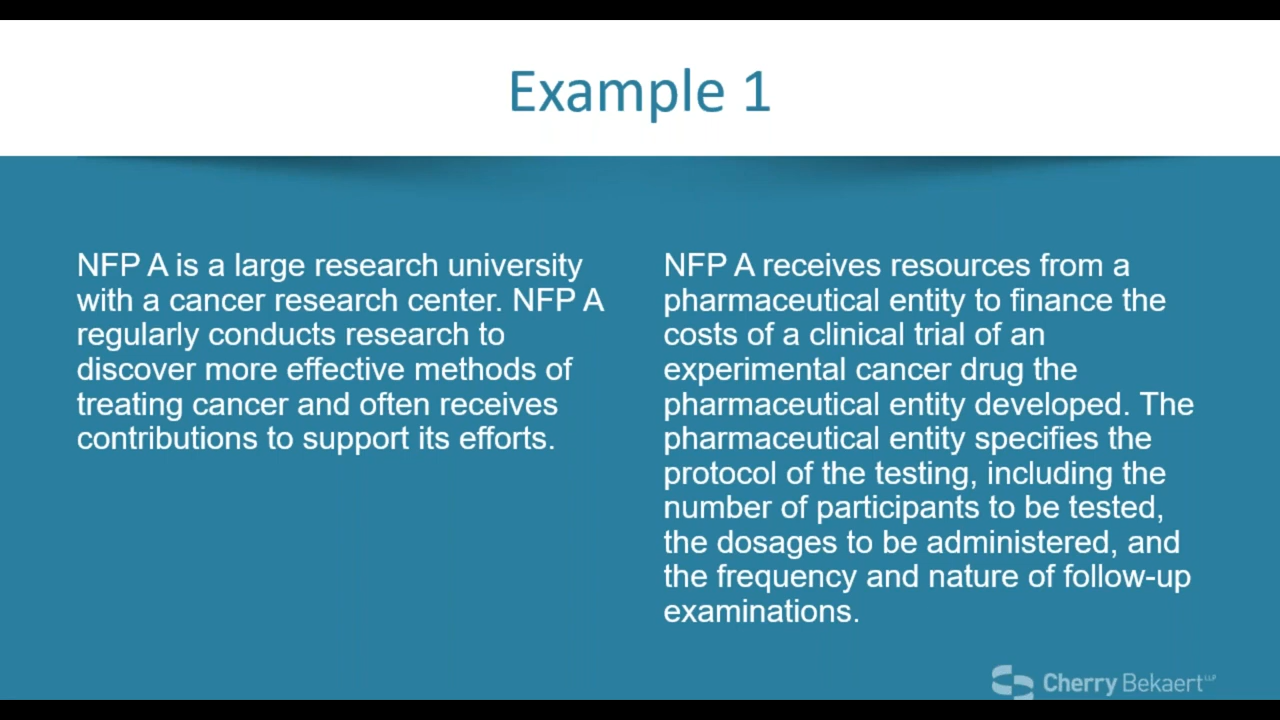 Example 1
NFP A is a large research university
with a cancer research center. NFP A
regularly conducts research to
discover more effective methods of
treating cancer and often receives
contributions to support its efforts.
NFP A receives resources from a
pharmaceutical entity to finance the
costs of a clinical trial of an
experimental cancer drug the
pharmaceutical entity developed. The
pharmaceutical entity specifies the
protocol of the testing, including the
number of participants to be tested,
the dosages to be administered, and
the frequency and nature of follow-up
examinations.
Cherry Bekaert LLP